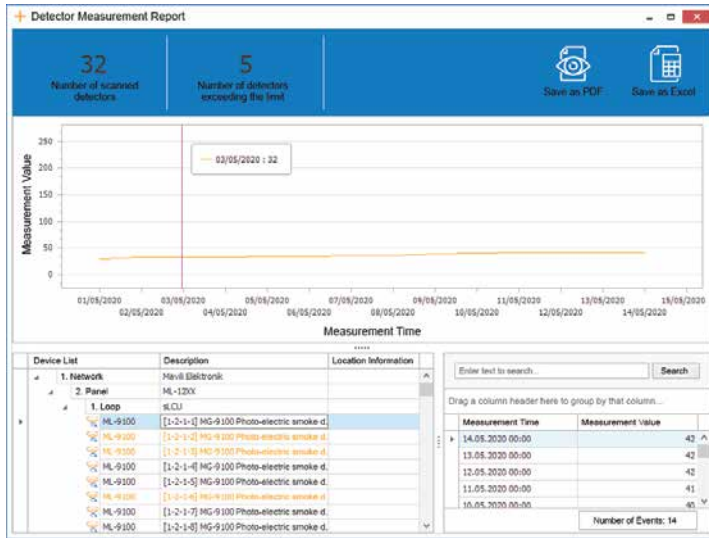 Detector Measurement Report
32
Number of scanned
detectors
5
Number of detectors
exceeding the limit
Save as PDF
Save as Excel
Measurement Value
250
200
150
100
50
0
03/05/2020 : 32
01/05/2020 03/05/2020 05/05/2020 07/05/2020 09/05/2020 11/05/2020 13/05/2020 15/05/2020
02/05/2020 04/05/2020 06/05/2020 08/05/2020 10/05/2020 12/05/2020 14/05/2020
Measurement Time
Device List Description Location Information
1. Network Mavili Elektronik
2. Panel ML-12XX
1. Loop sLCU
ML-9100 [1-2-1-1] MG-9100 Photo-electric smoke d.
ML-9100 [1-2-1-2] MG-9100 Photo-electric smoke d.
ML-9100 [1-2-1-3] MG-9100 Photo-electric smoke d.
ML-9100 [1-2-1-4] MG-9100 Photo-electric smoke d.
ML-9100 [1-2-1-5] MG-9100 Photo-electric smoke d.
ML-9100 [1-2-1-6] MG-9100 Photo-electric smoke d.
ML-9100 [1-2-1-7] MG-9100 Photo-electric smoke d.
ML-9100 [1-2-1-8] MG-9100 Photo-electric smoke d.
Enter text to search... Search
Drag a column header here to group by that column...
Measurement Time Measurement Value
14.05.2020 00:00 42
13.05.2020 00:00 42
12.05.2020 00:00 42
11.05.2020 00:00 41
10.05.2020 00:00 40
Number of Events: 14